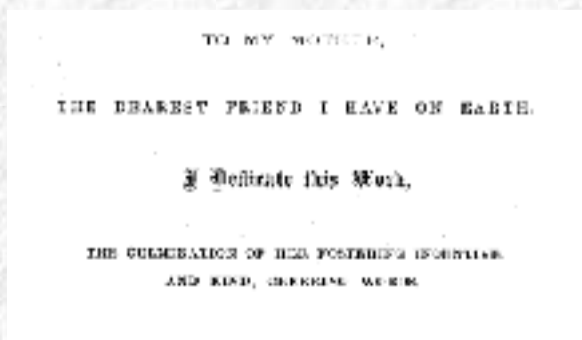 TO MY MOTHER,
THE DEAREST FRIEND I HAVE ON EARTH.
I Dedicate this Work,
THE CULMINATION OF HER FOSTERING
AND KIND,